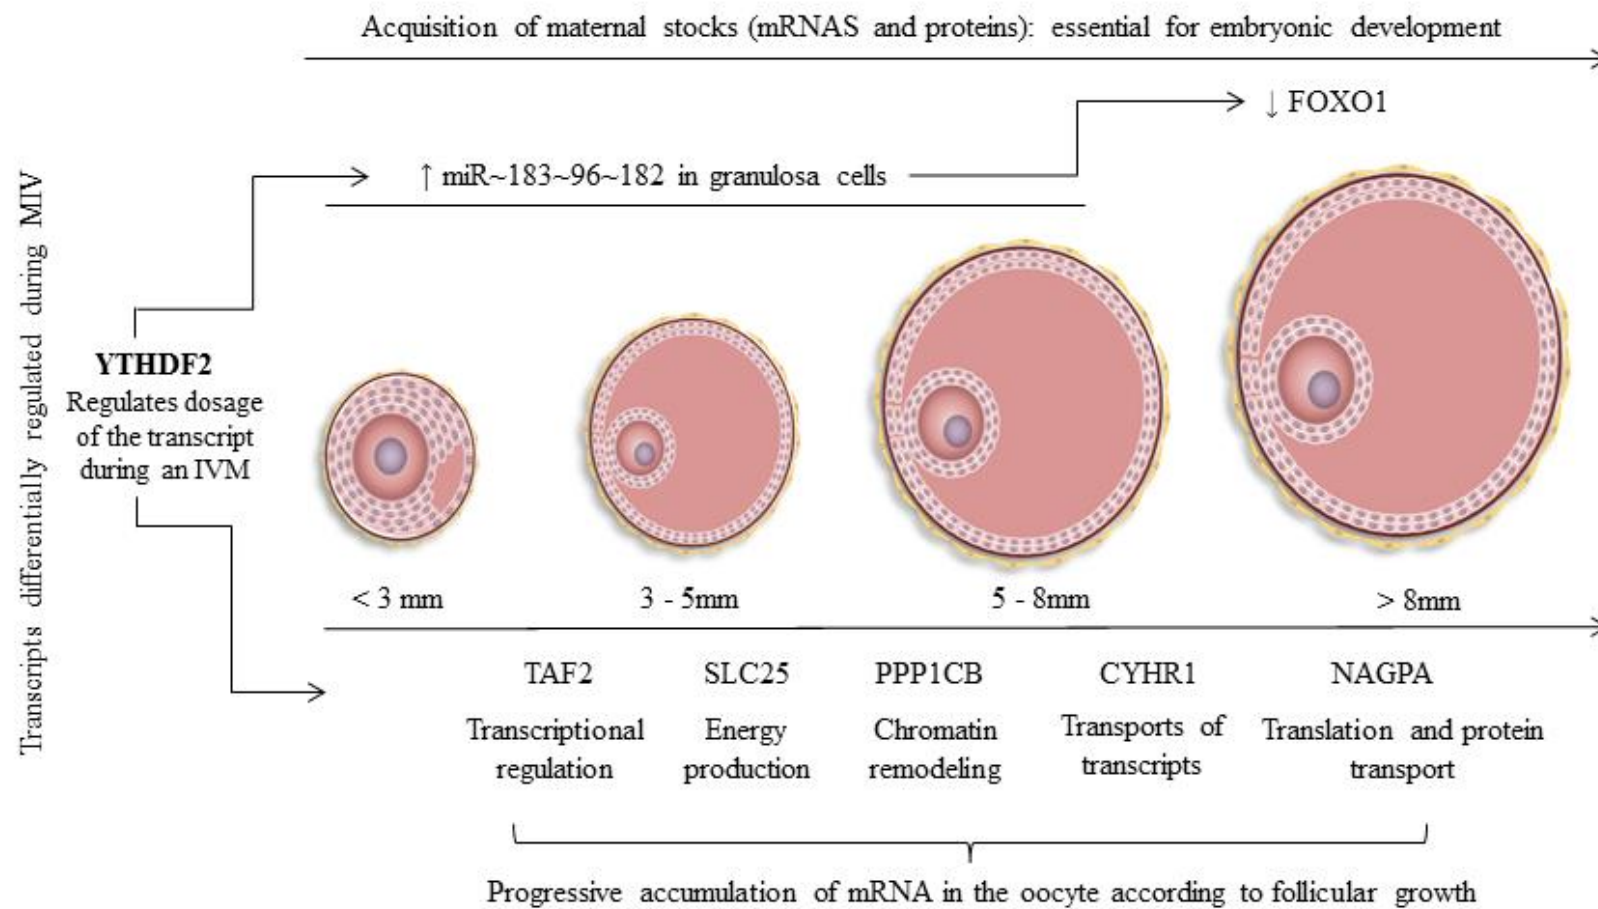 Acquisition of maternal stocks (mRNAS and proteins): essential for embryonic development
↓ FOXO1
↑ miR~183~96~182 in granulosa cells
Transcripts differentially regulated during MIV
YTHDF2
Regulates dosage
of the transcript
during an IVM
< 3 mm
3 - 5mm
5 - 8mm
> 8mm
TAF2
SLC25
PPP1CB
CYHR1
NAGPA
Transcriptional
regulation
Energy
production
Chromatin
remodeling
Transports of
transcripts
Translation and protein
transport
Progressive accumulation of mRNA in the oocyte according to follicular growth